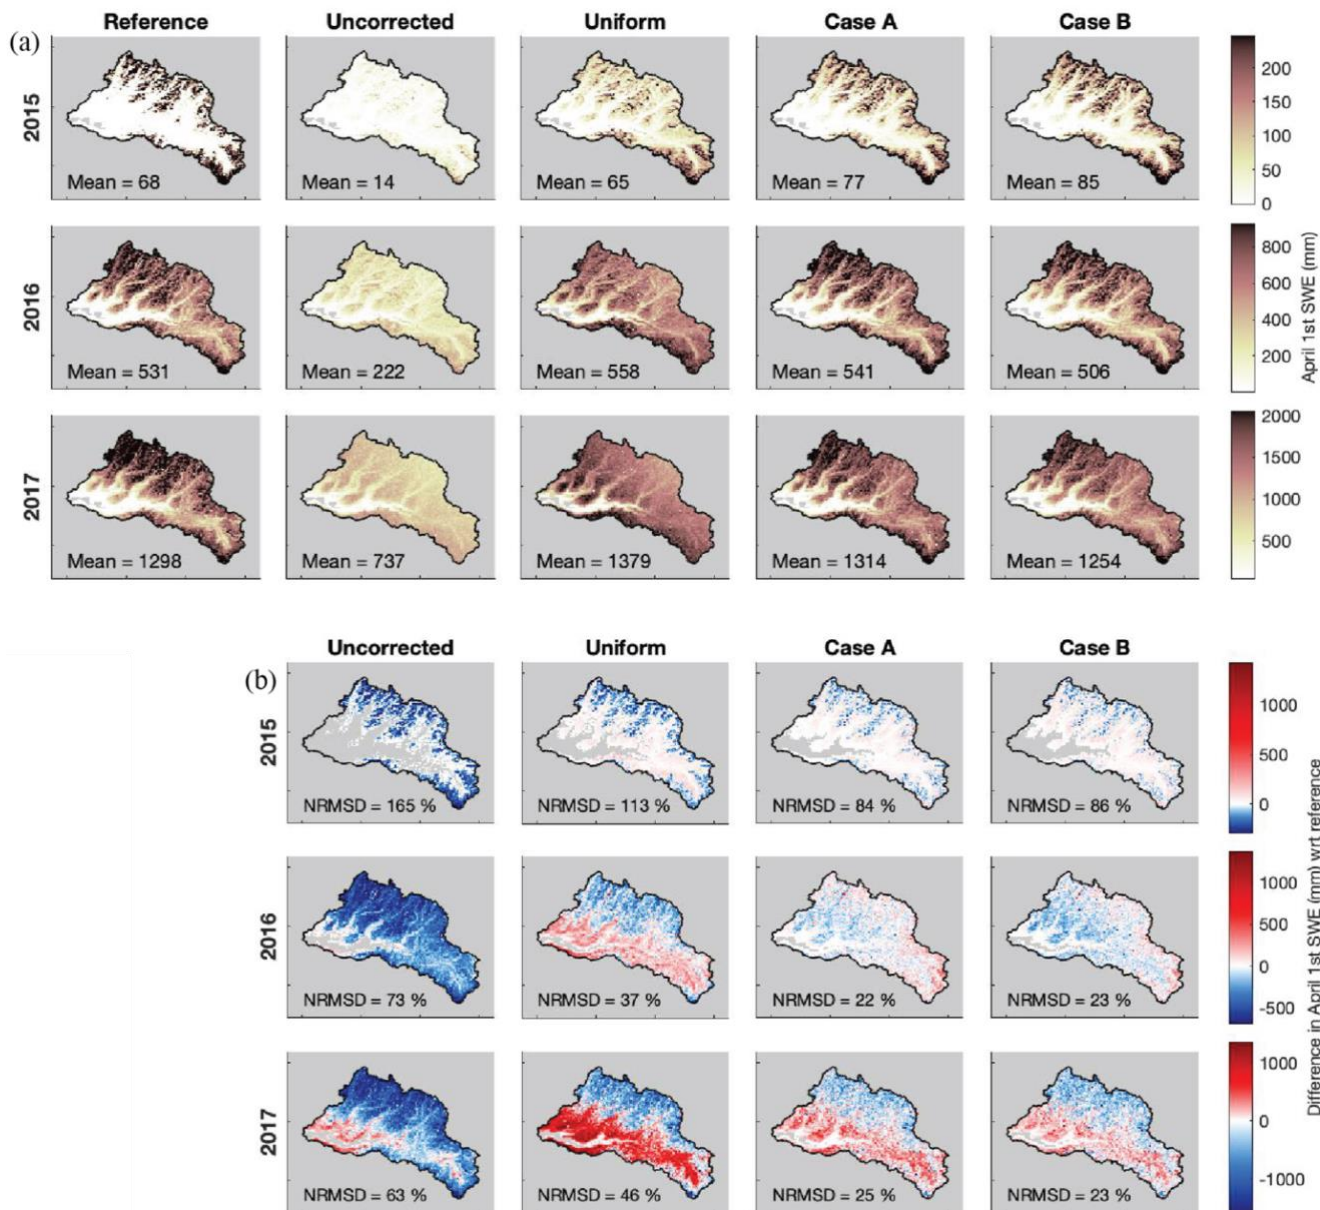 (a)
Reference Uncorrected Uniform Case A Case B
2015
Mean = 68 Mean = 14 Mean = 65 Mean = 77 Mean = 85
200
150
100
50
0
2016
Mean = 531 Mean = 222 Mean = 558 Mean = 541 Mean = 506
800
600
400
200
April 1st SWE (mm)
2017
Mean = 1298 Mean = 737 Mean = 1379 Mean = 1314 Mean = 1254
2000
1500
1000
500
(b)
Uncorrected Uniform Case A Case B
2015
NRMSD = 165 % NRMSD = 113 % NRMSD = 84 % NRMSD = 86 %
1000
500
0
2016
NRMSD = 73 % NRMSD = 37 % NRMSD = 22 % NRMSD = 23 %
1000
500
0
-500
Difference in April 1st SWE (mm) wrt reference
2017
NRMSD = 63 % NRMSD = 46 % NRMSD = 25 % NRMSD = 23 %
1000
0
-1000